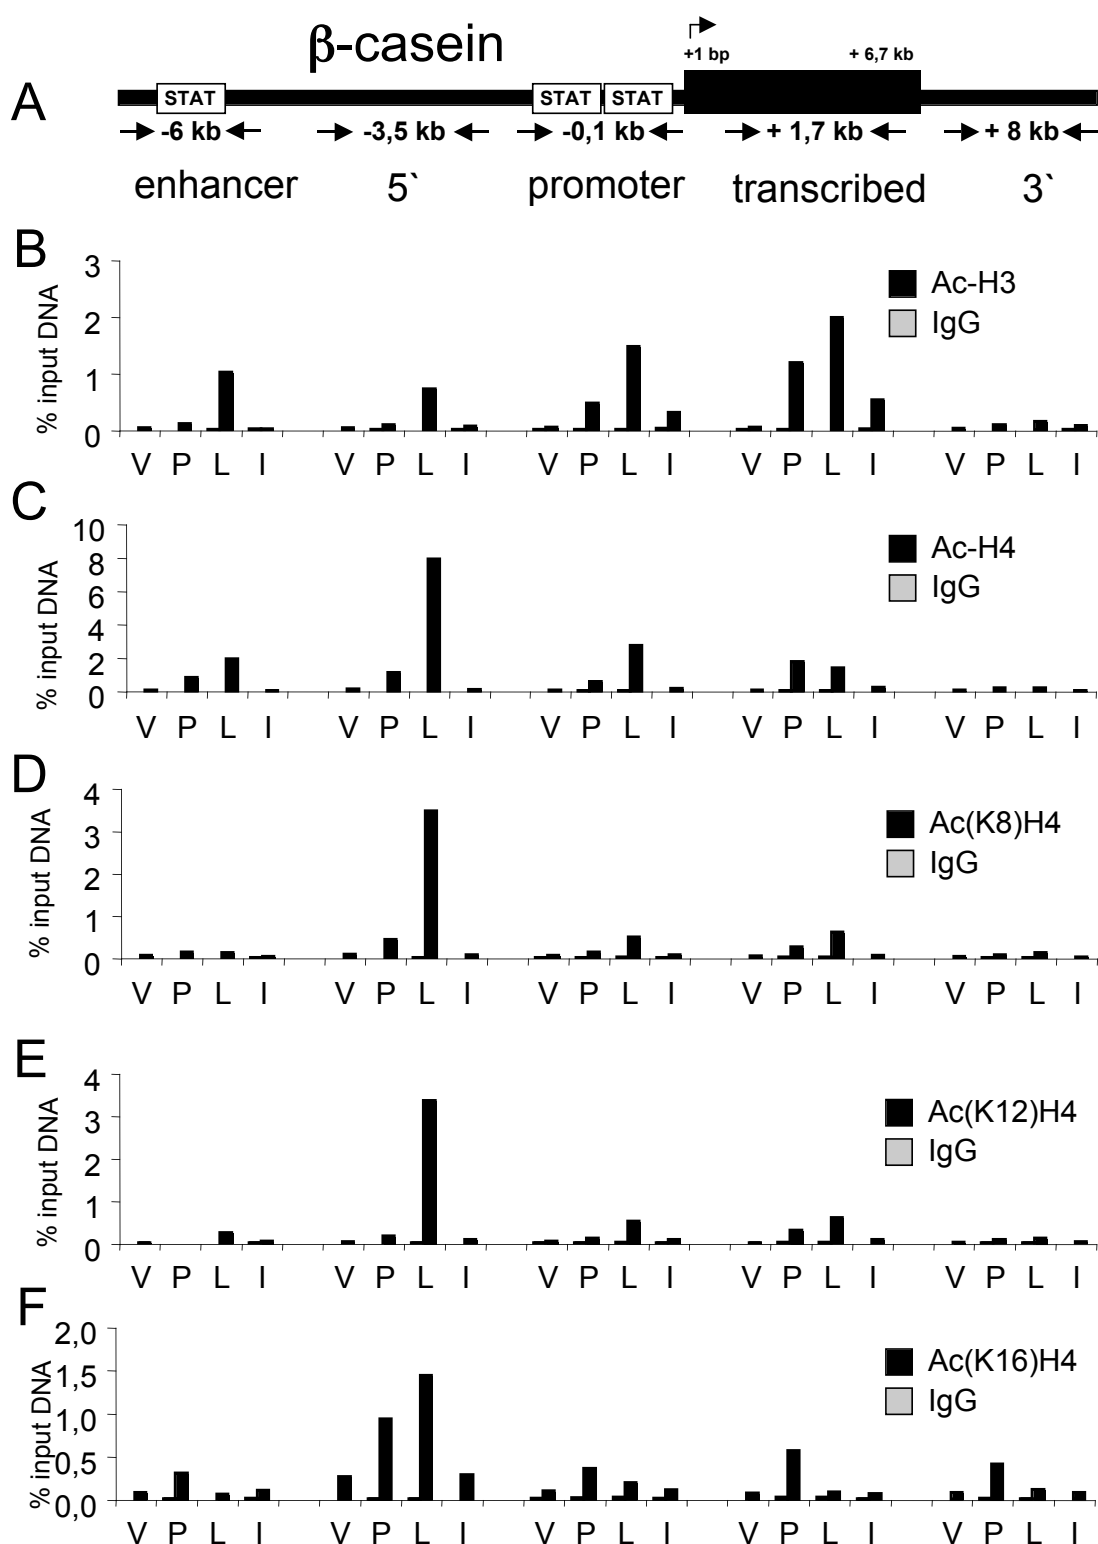 β-casein
+1 bp + 6,7 kb
A STAT STAT STAT
-6 kb -3,5 kb -0,1 kb + 1,7 kb + 8 kb
enhancer 5` promoter transcribed 3`
B
% input DNA
3
2
1
0
Ac-H3
IgG
V P L I V P L I V P L I V P L I V P L I
C
% input DNA
10
8
6
4
2
0
Ac-H4
IgG
V P L I V P L I V P L I V P L I V P L I
D
% input DNA
4
3
2
1
0
Ac(K8)H4
IgG
V P L I V P L I V P L I V P L I V P L I
E
% input DNA
4
3
2
1
0
Ac(K12)H4
IgG
V P L I V P L I V P L I V P L I V P L I
F
% input DNA
2,0
1,5
1,0
0,5
0,0
Ac(K16)H4
IgG
V P L I V P L I V P L I V P L I V P L I